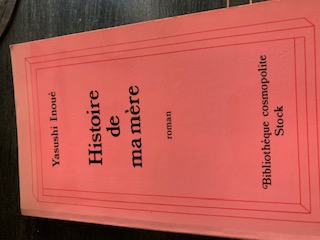 Yasushi Inoué
Histoire
de
ma mère
roman
Bibliothèque cosmopolite
Stock